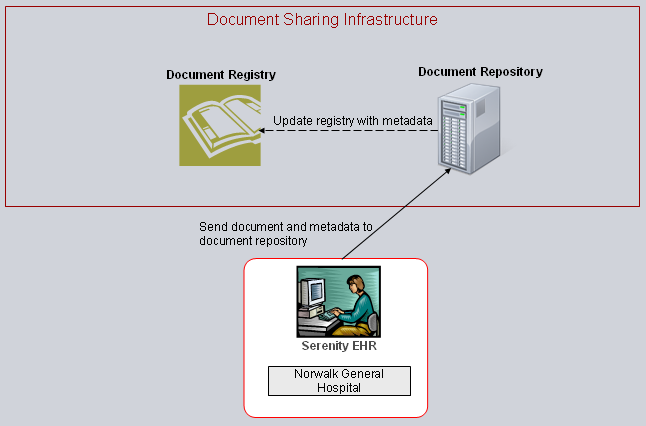 Document Sharing Infrastructure
Document Registry
Document Repository
Update registry with metadata
Send document and metadata to
document repository
Serenity EHR
Norwalk General
Hospital